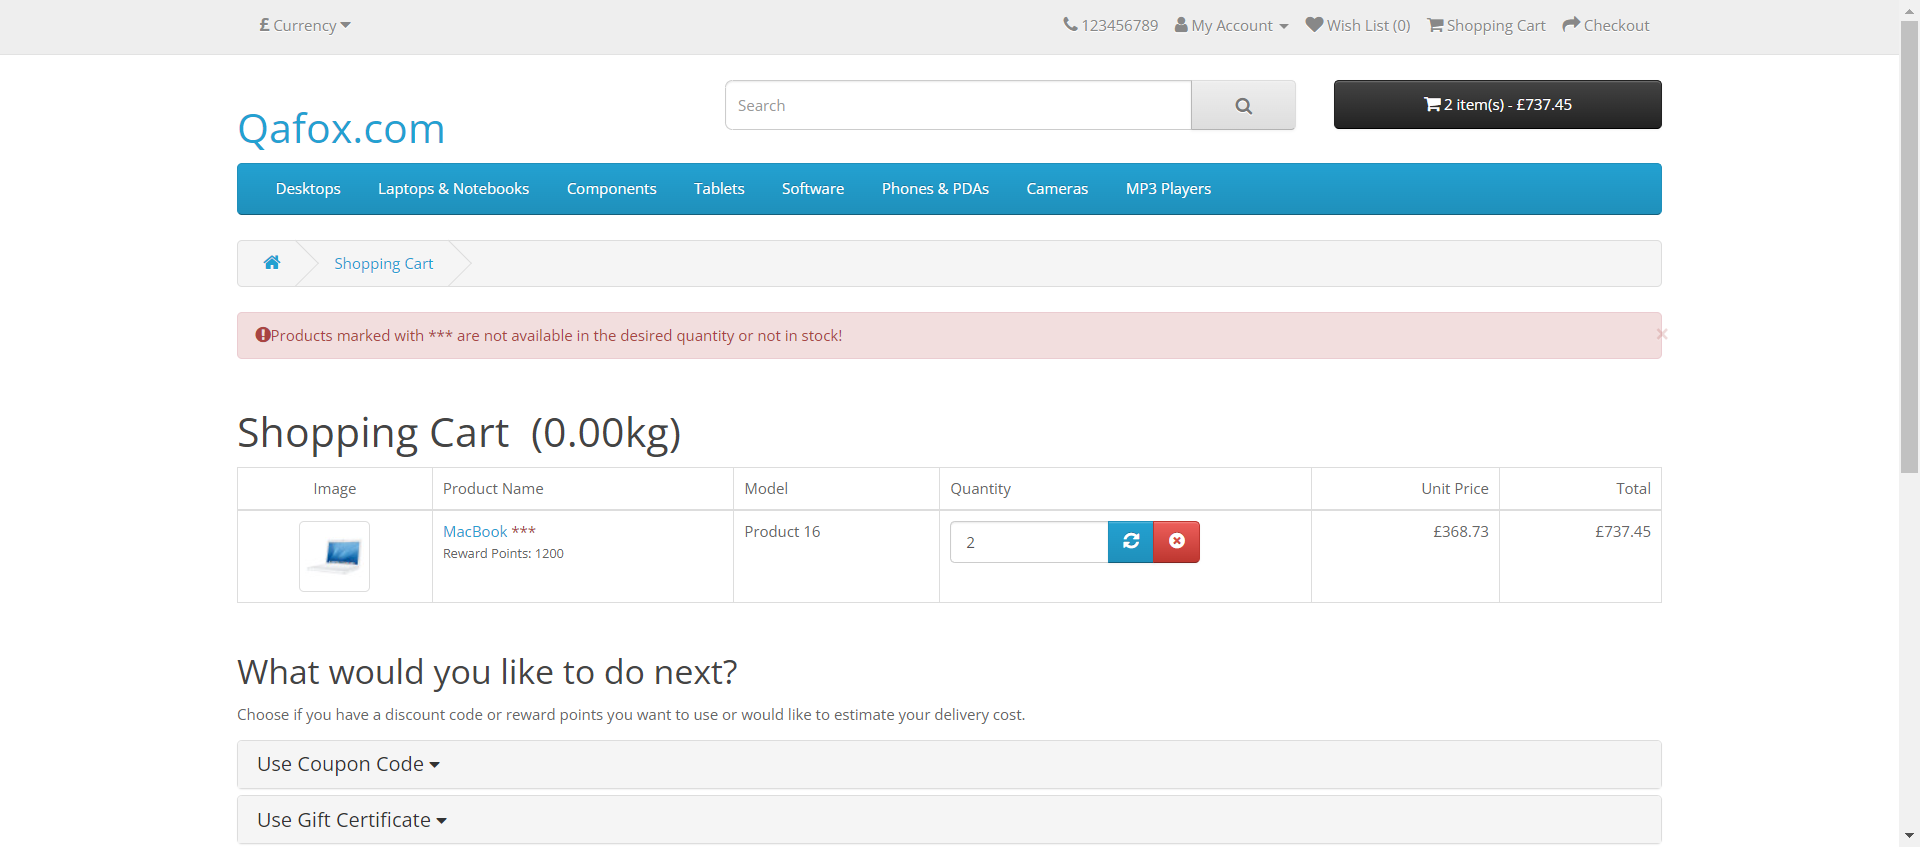 £ Currency
123456789 My Account Wish List (0) Shopping Cart Checkout
Search
2 item(s) - £737.45
Qafox.com
Desktops Laptops & Notebooks Components Tablets Software Phones & PDAs Cameras MP3 Players
Shopping Cart
Products marked with *** are not available in the desired quantity or not in stock!
×
Shopping Cart (0.00kg)
Image Product Name Model Quantity Unit Price Total
MacBook *** Product 16 2 £368.73 £737.45
Reward Points: 1200
What would you like to do next?
Choose if you have a discount code or reward points you want to use or would like to estimate your delivery cost.
Use Coupon Code
Use Gift Certificate